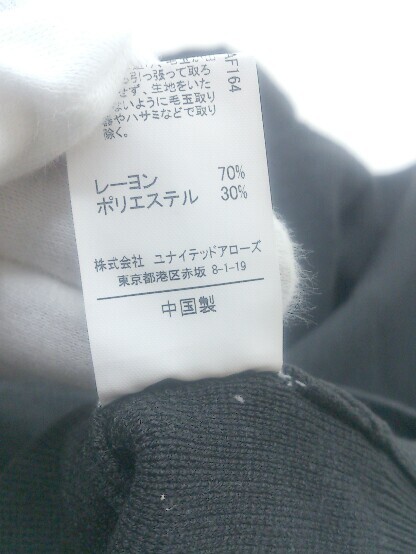 引っ張って取ろ
せず、生地をいた
ないように毛玉取り
器やハサミなどで取り
除く。
AF164
レーヨン 70%
ポリエステル 30%
株式会社 ユナイテッドアローズ
東京都港区赤坂 8-1-19
中国製